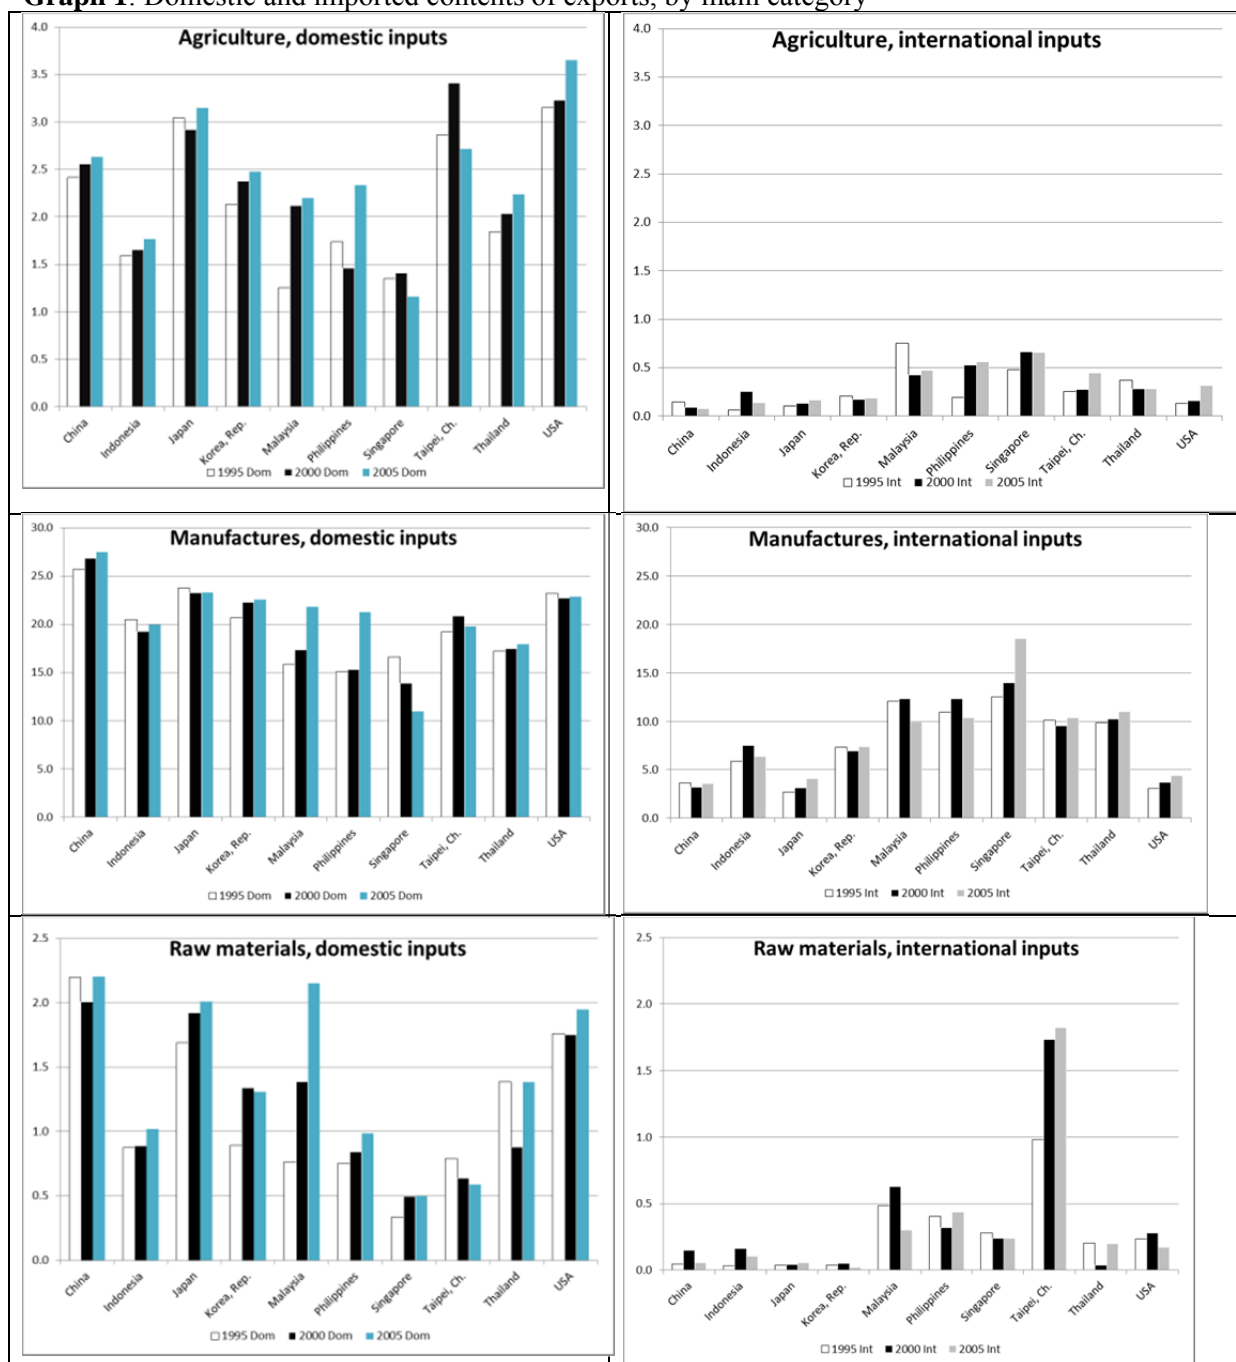 Graph 1: Domestic and imported contents of exports, by main category
Agriculture, domestic inputs
4.0
3.5
3.0
2.5
2.0
1.5
1.0
0.5
0.0
China Indonesia Japan Korea, Rep. Malaysia Philippines Singapore Taipei, Ch. Thailand USA
1995 Dom 2000 Dom 2005 Dom
Agriculture, international inputs
4.0
3.5
3.0
2.5
2.0
1.5
1.0
0.5
0.0
China Indonesia Japan Korea, Rep. Malaysia Philippines Singapore Taipei, Ch. Thailand USA
1995 Int 2000 Int 2005 Int
Manufactures, domestic inputs
30.0
25.0
20.0
15.0
10.0
5.0
0.0
China Indonesia Japan Korea, Rep. Malaysia Philippines Singapore Taipei, Ch. Thailand USA
1995 Dom 2000 Dom 2005 Dom
Manufactures, international inputs
30.0
25.0
20.0
15.0
10.0
5.0
0.0
China Indonesia Japan Korea, Rep. Malaysia Philippines Singapore Taipei, Ch. Thailand USA
1995 Int 2000 Int 2005 Int
Raw materials, domestic inputs
2.5
2.0
1.5
1.0
0.5
0.0
China Indonesia Japan Korea, Rep. Malaysia Philippines Singapore Taipei, Ch. Thailand USA
1995 Dom 2000 Dom 2005 Dom
Raw materials, international inputs
2.5
2.0
1.5
1.0
0.5
0.0
China Indonesia Japan Korea, Rep. Malaysia Philippines Singapore Taipei, Ch. Thailand USA
1995 Int 2000 Int 2005 Int